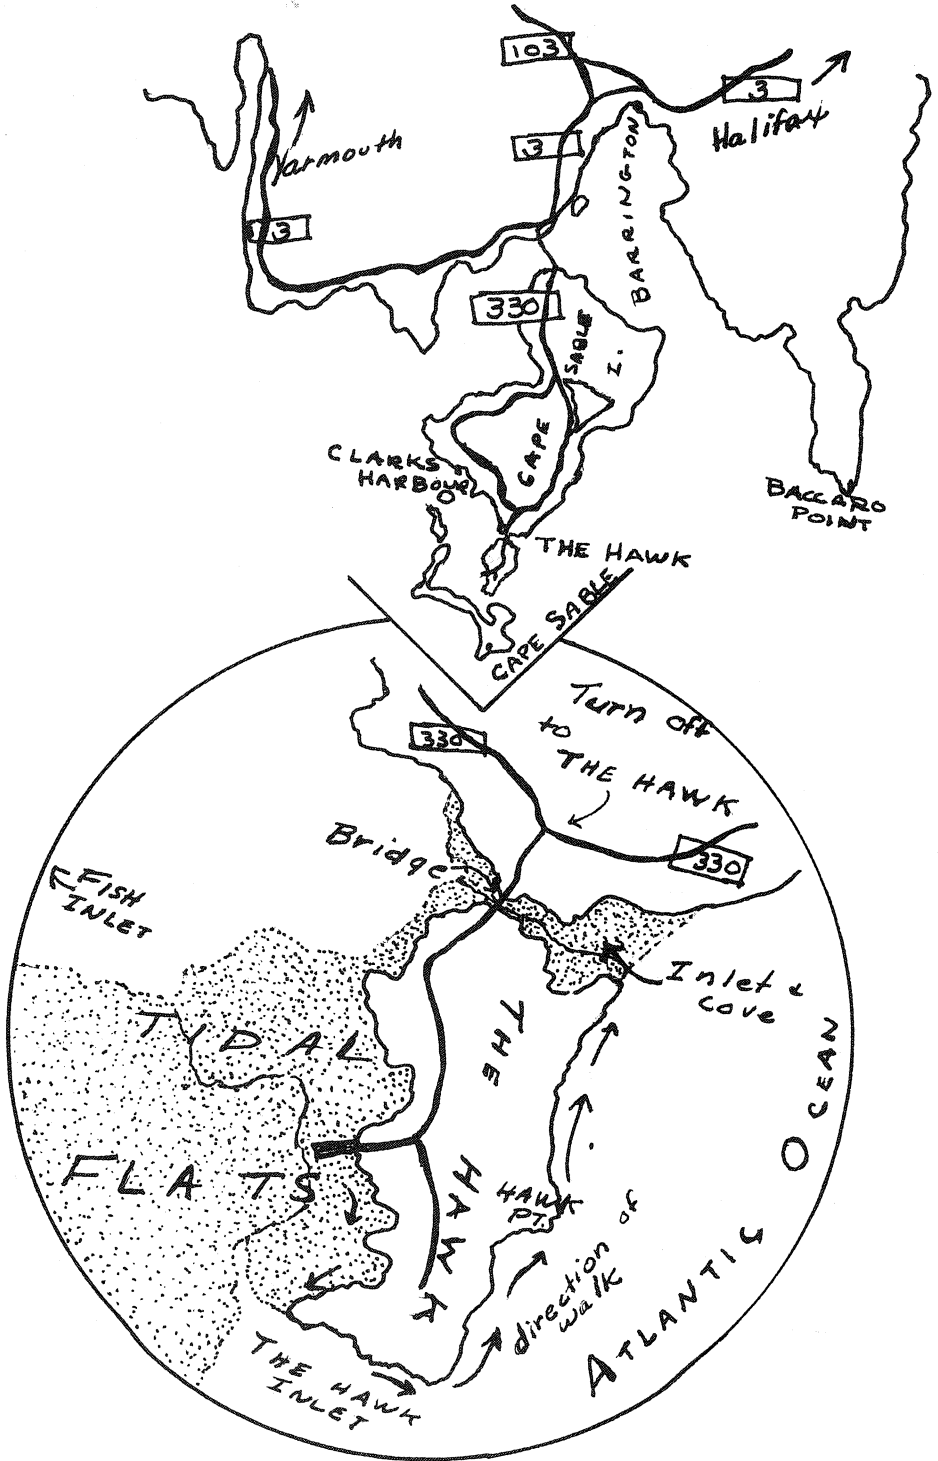 103
3
Halifax
3
Yarmouth
3
BARRINGTON
330
CAPE
SABLE
I.
CLARKS
HARBOUR
BACCARO
POINT
THE HAWK
CAPE SABLE
Turn off
to
THE HAWK
330
330
Bridge
FISH
INLET
Inlet &
cove
TIDAL
FLATS
THE
HAWK
HAWK
PT.
direction of
walk
THE HAWK
INLET
ATLANTIC OCEAN